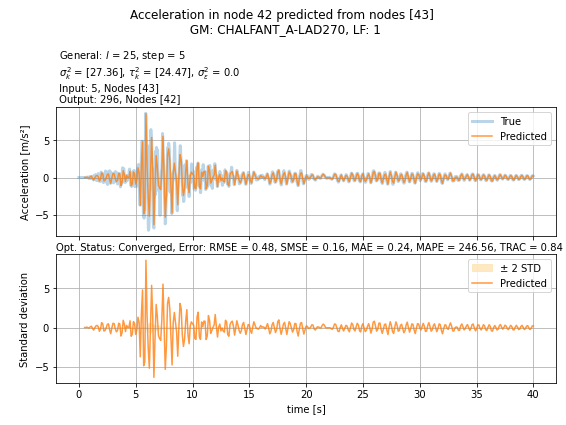 Acceleration in node 42 predicted from nodes [43]
GM: CHALFANT_A-LAD270, LF: 1
General: l = 25, step = 5
σ²ₖ = [27.36], τ²ₖ = [24.47], σ²ε = 0.0
Input: 5, Nodes [43]
Output: 296, Nodes [42]
Acceleration [m/s²]
5
0
−5
True
Predicted
Opt. Status: Converged, Error: RMSE = 0.48, SMSE = 0.16, MAE = 0.24, MAPE = 246.56, TRAC = 0.84
Standard deviation
5
0
−5
± 2 STD
Predicted
0 5 10 15 20 25 30 35 40
time [s]